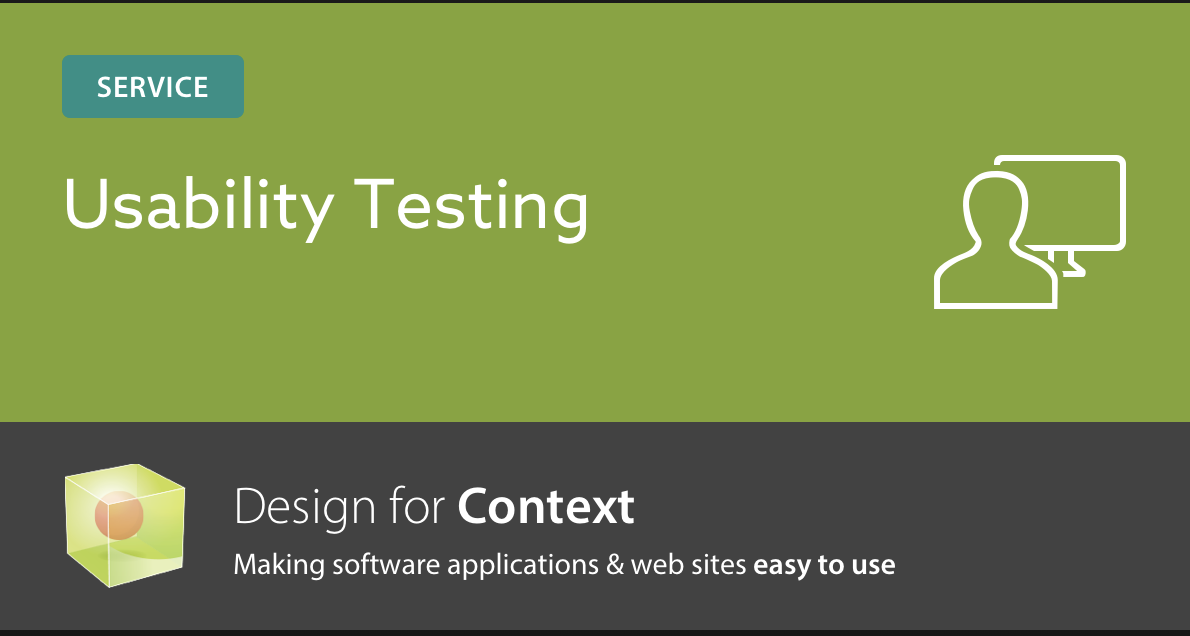 SERVICE
Usability Testing
Design for Context
Making software applications & web sites easy to use